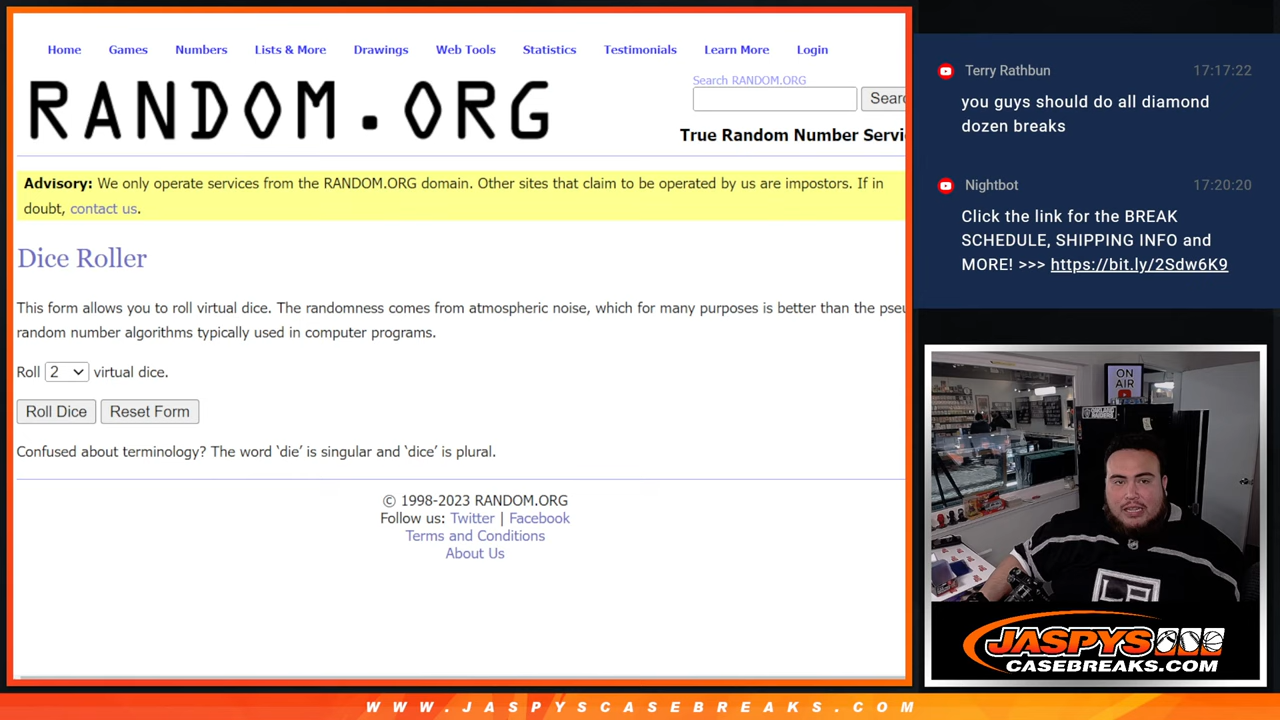 Home Games Numbers Lists & More Drawings Web Tools Statistics Testimonials Learn More Login
RANDOM.ORG
Search RANDOM.ORG
Searc
True Random Number Servi
Advisory: We only operate services from the RANDOM.ORG domain. Other sites that claim to be operated by us are impostors. If in
doubt, contact us.
Dice Roller
This form allows you to roll virtual dice. The randomness comes from atmospheric noise, which for many purposes is better than the pseu
random number algorithms typically used in computer programs.
Roll 2 virtual dice.
Roll Dice Reset Form
Confused about terminology? The word ‘die’ is singular and ‘dice’ is plural.
© 1998-2023 RANDOM.ORG
Follow us: Twitter | Facebook
Terms and Conditions
About Us
Terry Rathbun 17:17:22
you guys should do all diamond
dozen breaks
Nightbot 17:20:20
Click the link for the BREAK
SCHEDULE, SHIPPING INFO and
MORE! >>> https://bit.ly/2Sdw6K9
ON
AIR
LA
JASPYS
CASEBREAKS.COM
WWW.JASPYSCASEBREAKS.COM